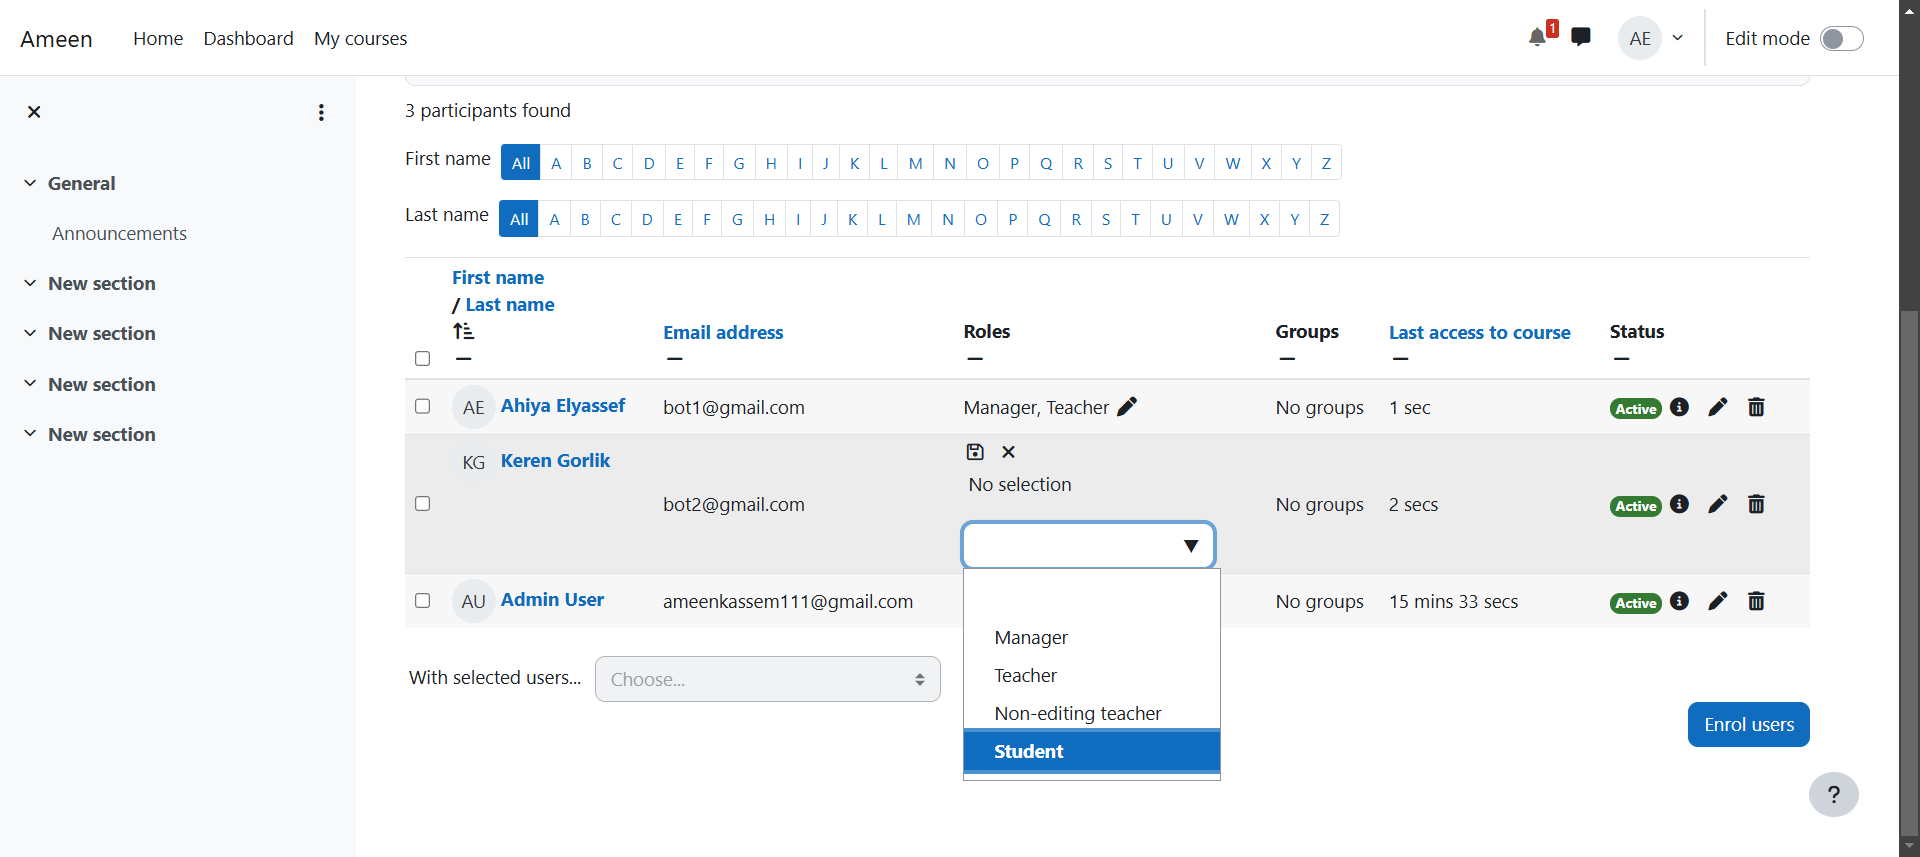 Ameen Home Dashboard My courses 1 AE Edit mode
3 participants found
First name All A B C D E F G H I J K L M N O P Q R S T U V W X Y Z
Last name All A B C D E F G H I J K L M N O P Q R S T U V W X Y Z
General
Announcements
New section
New section
New section
New section
First name
/ Last name
Email address Roles Groups Last access to course Status
AE Ahiya Elyassef bot1@gmail.com Manager, Teacher No groups 1 sec Active
KG Keren Gorlik bot2@gmail.com No selection No groups 2 secs Active
AU Admin User ameenkassem111@gmail.com No groups 15 mins 33 secs Active
Manager
Teacher
Non-editing teacher
Student
With selected users... Choose...
Enrol users
?